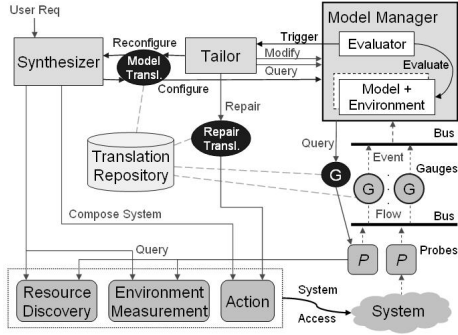 User Req
Model Manager
Trigger
Evaluator
Reconfigure
Modify
Synthesizer
Model
Transl.
Tailor
Evaluate
Query
Configure
Model +
Environment
Repair
Repair
Transl.
Query
Bus
Translation
Repository
Event
Gauges
G
G
:
G
Flow
Bus
Compose System
Query
P
P
Probes
Resource
Discovery
Environment
Measurement
Action
System
Access
System